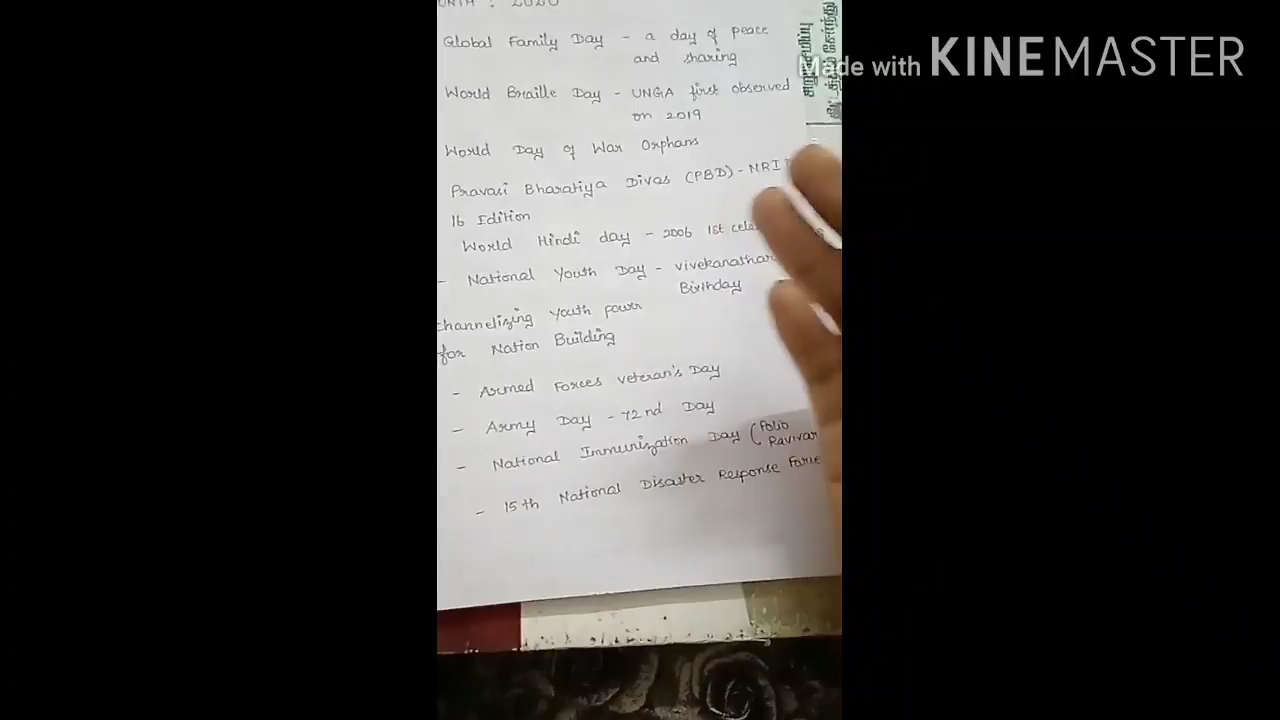 : 2020
Global Family Day - a day of peace
and sharing
World Braille Day - UNGA first observed
on 2019
World Day of War Orphans
Pravasi Bharatiya Divas (PBD) - NRI
16 Edition
World Hindi day - 2006 1st
- National Youth Day -
Birthday
channelizing youth power
for Nation Building
- Armed Forces veteran's Day
- Army Day - 72nd Day
- National Immunization Day (Polio
Ravivar
- 15th National Disaster Response Force
Made with KINEMASTER